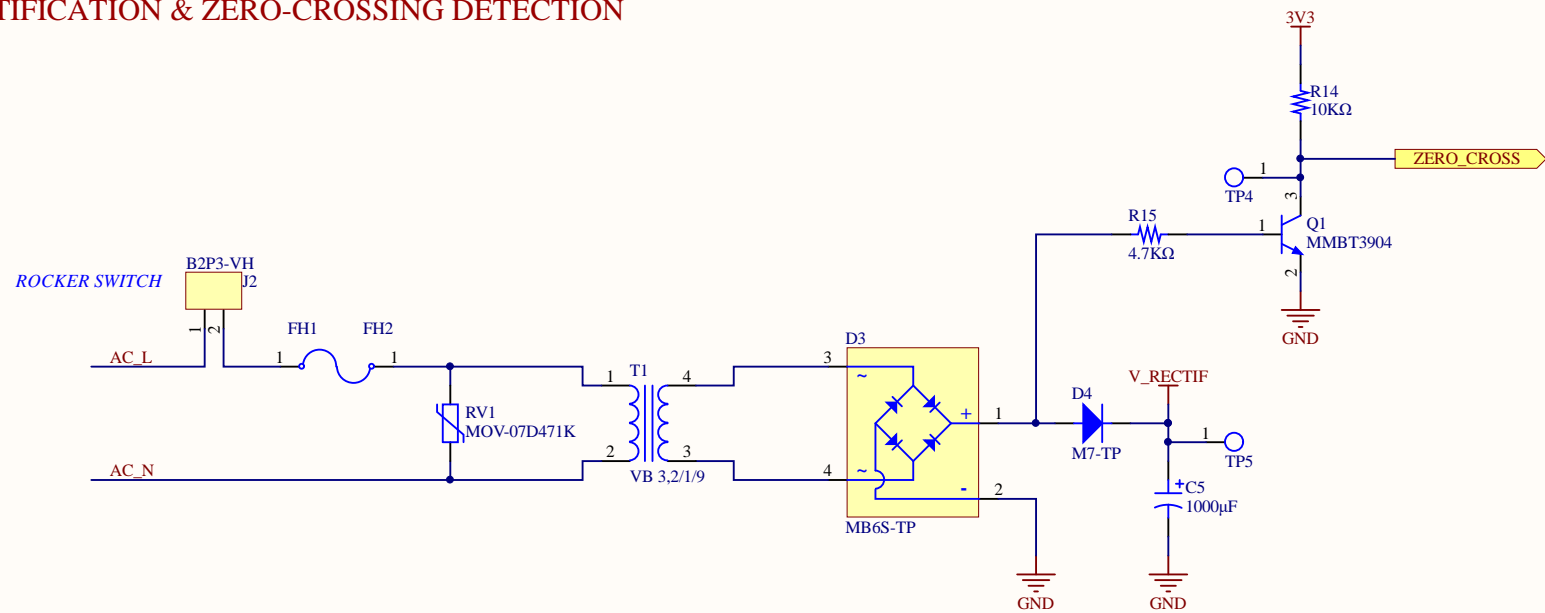 TIFICATION & ZERO-CROSSING DETECTION
3V3
R14
10KΩ
ZERO_CROSS
1
TP4
3
R15
4.7KΩ
1
Q1
MMBT3904
2
GND
B2P3-VH
J2
ROCKER SWITCH
1
2
FH1
FH2
AC_L
1
1
RV1
MOV-07D471K
AC_N
T1
1
4
2
3
VB 3,2/1/9
D3
3
~
+
1
4
~
-
2
MB6S-TP
GND
D4
M7-TP
V_RECTIF
1
TP5
+
C5
1000µF
GND